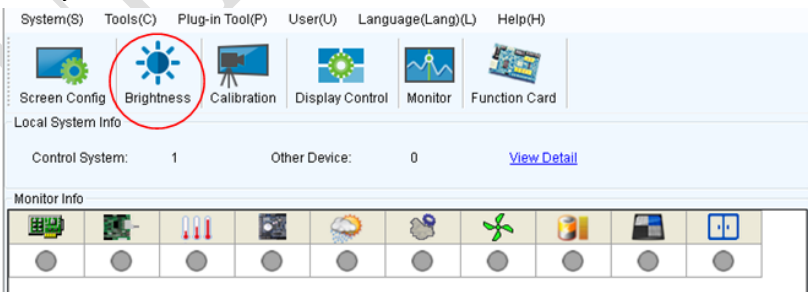 System(S) Tools(C) Plug-in Tool(P) User(U) Language(Lang)(L) Help(H)
Screen Config Brightness Calibration Display Control Monitor Function Card
Local System Info
Control System: 1 Other Device: 0 View Detail
Monitor Info